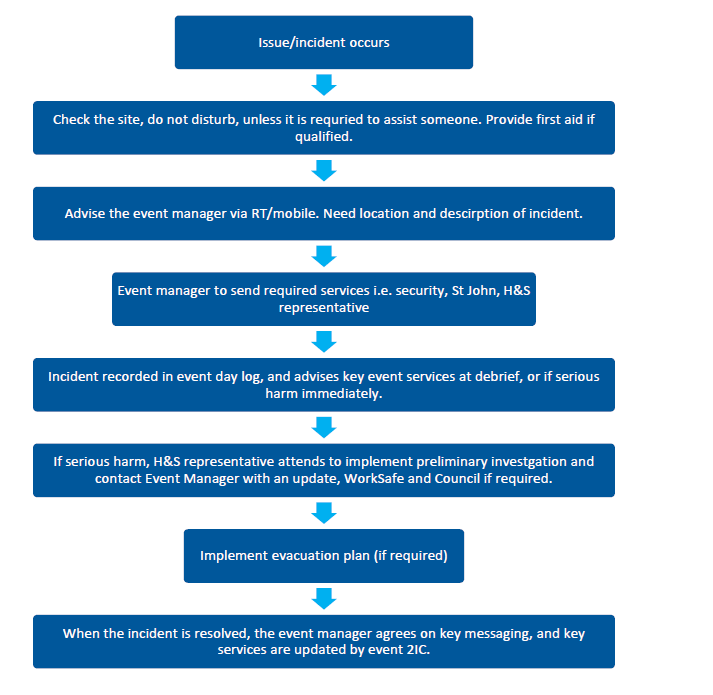 Issue/incident occurs
Check the site, do not disturb, unless it is requried to assist someone. Provide first aid if
qualified.
Advise the event manager via RT/mobile. Need location and descirption of incident.
Event manager to send required services i.e. security, St John, H&S
representative
Incident recorded in event day log, and advises key event services at debrief, or if serious
harm immediately.
If serious harm, H&S representative attends to implement preliminary investgation and
contact Event Manager with an update, WorkSafe and Council if required.
Implement evacuation plan (if required)
When the incident is resolved, the event manager agrees on key messaging, and key
services are updated by event 2IC.